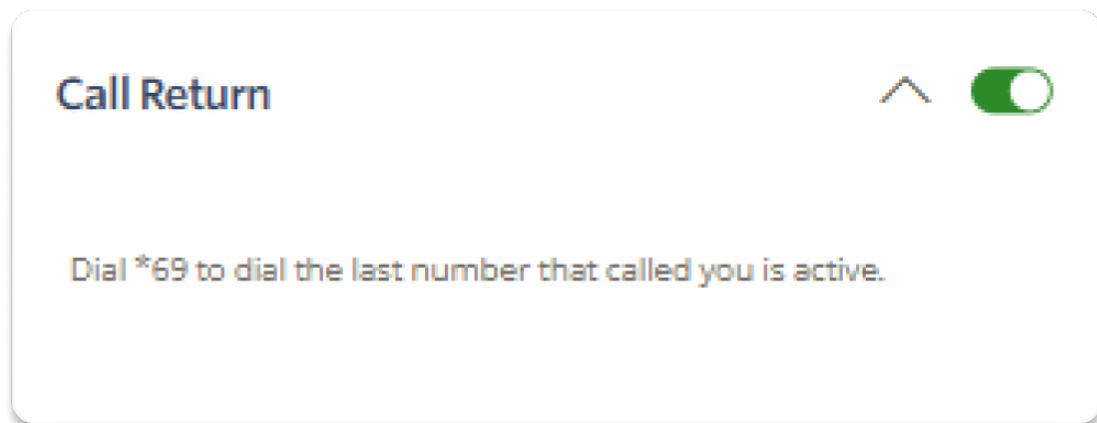 Call Return
Dial *69 to dial the last number that called you is active.